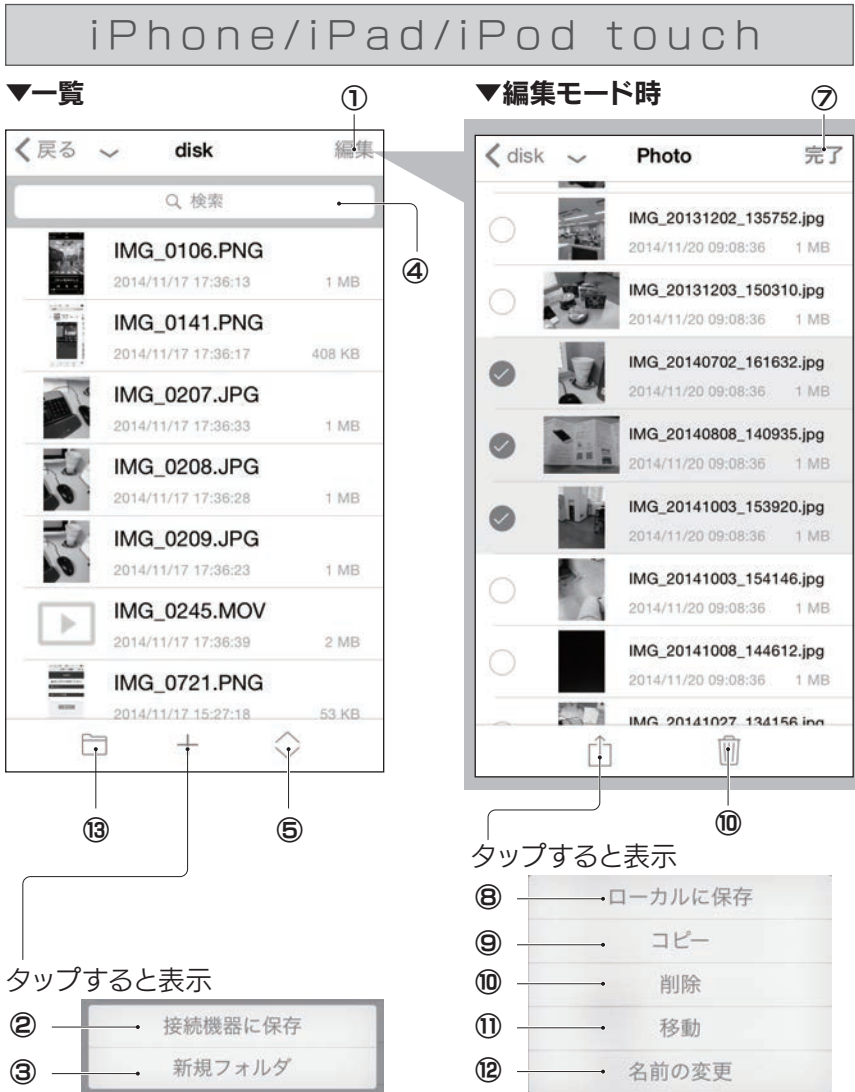 iPhone/iPad/iPod touch
▼一覧
①
戻る disk 編集
検索
④
IMG_0106.PNG
2014/11/17 17:36:13 1 MB
IMG_0141.PNG
2014/11/17 17:36:17 408 KB
IMG_0207.JPG
2014/11/17 17:36:33 1 MB
IMG_0208.JPG
2014/11/17 17:36:28 1 MB
IMG_0209.JPG
2014/11/17 17:36:23 1 MB
IMG_0245.MOV
2014/11/17 17:36:39 2 MB
IMG_0721.PNG
2014/11/17 15:27:18 53 KB
⑬
⑤
タップすると表示
② 接続機器に保存
③ 新規フォルダ
▼編集モード時
⑦
disk Photo 完了
IMG_20131202_135752.jpg
2014/11/20 09:08:36 1 MB
IMG_20131203_150310.jpg
2014/11/20 09:08:36 1 MB
IMG_20140702_161632.jpg
2014/11/20 09:08:36 1 MB
IMG_20140808_140935.jpg
2014/11/20 09:08:36 1 MB
IMG_20141003_153920.jpg
2014/11/20 09:08:36 1 MB
IMG_20141003_154146.jpg
2014/11/20 09:08:36 1 MB
IMG_20141008_144612.jpg
2014/11/20 09:08:36 1 MB
IMG_20141027_134156.jpg
⑩
タップすると表示
⑧ ローカルに保存
⑨ コピー
⑩ 削除
⑪ 移動
⑫ 名前の変更